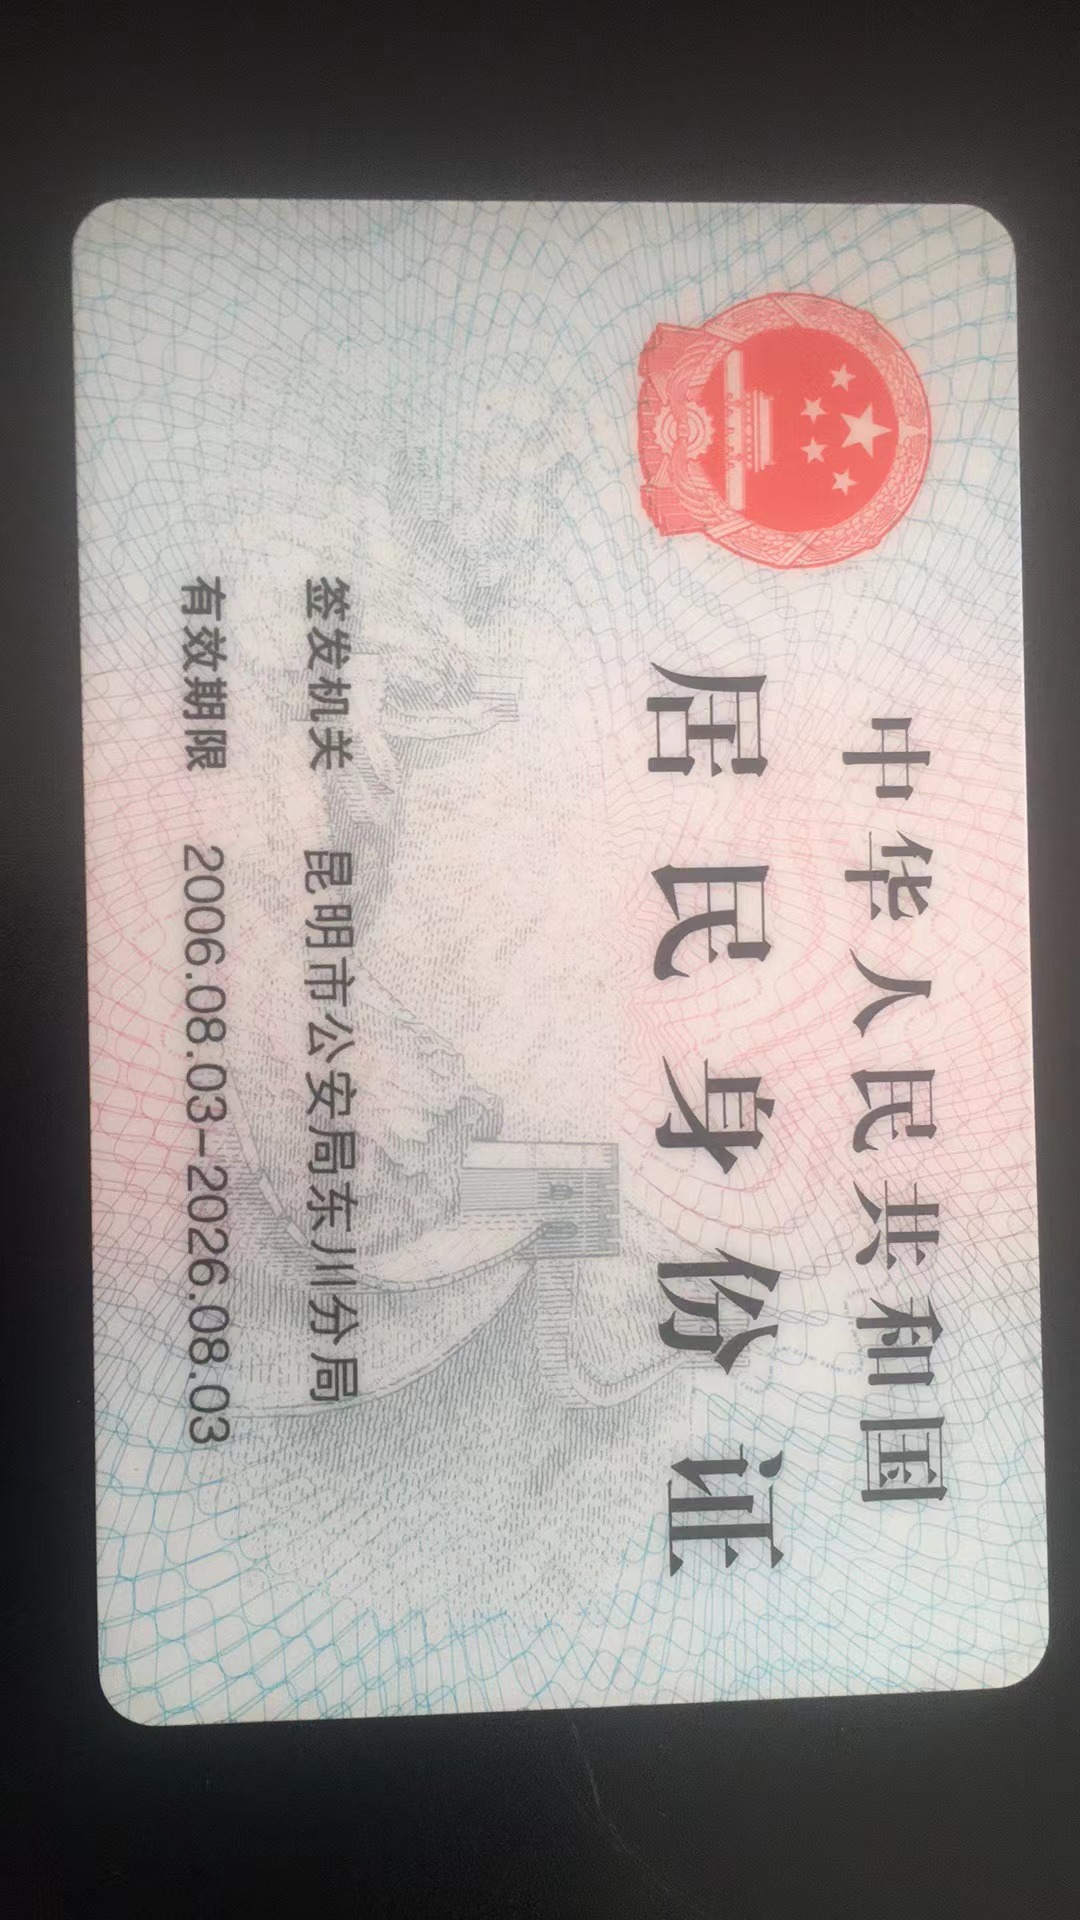 中华人民共和国
居民身份证
签发机关 昆明市公安局东川分局
有效期限 2006.08.03-2026.08.03